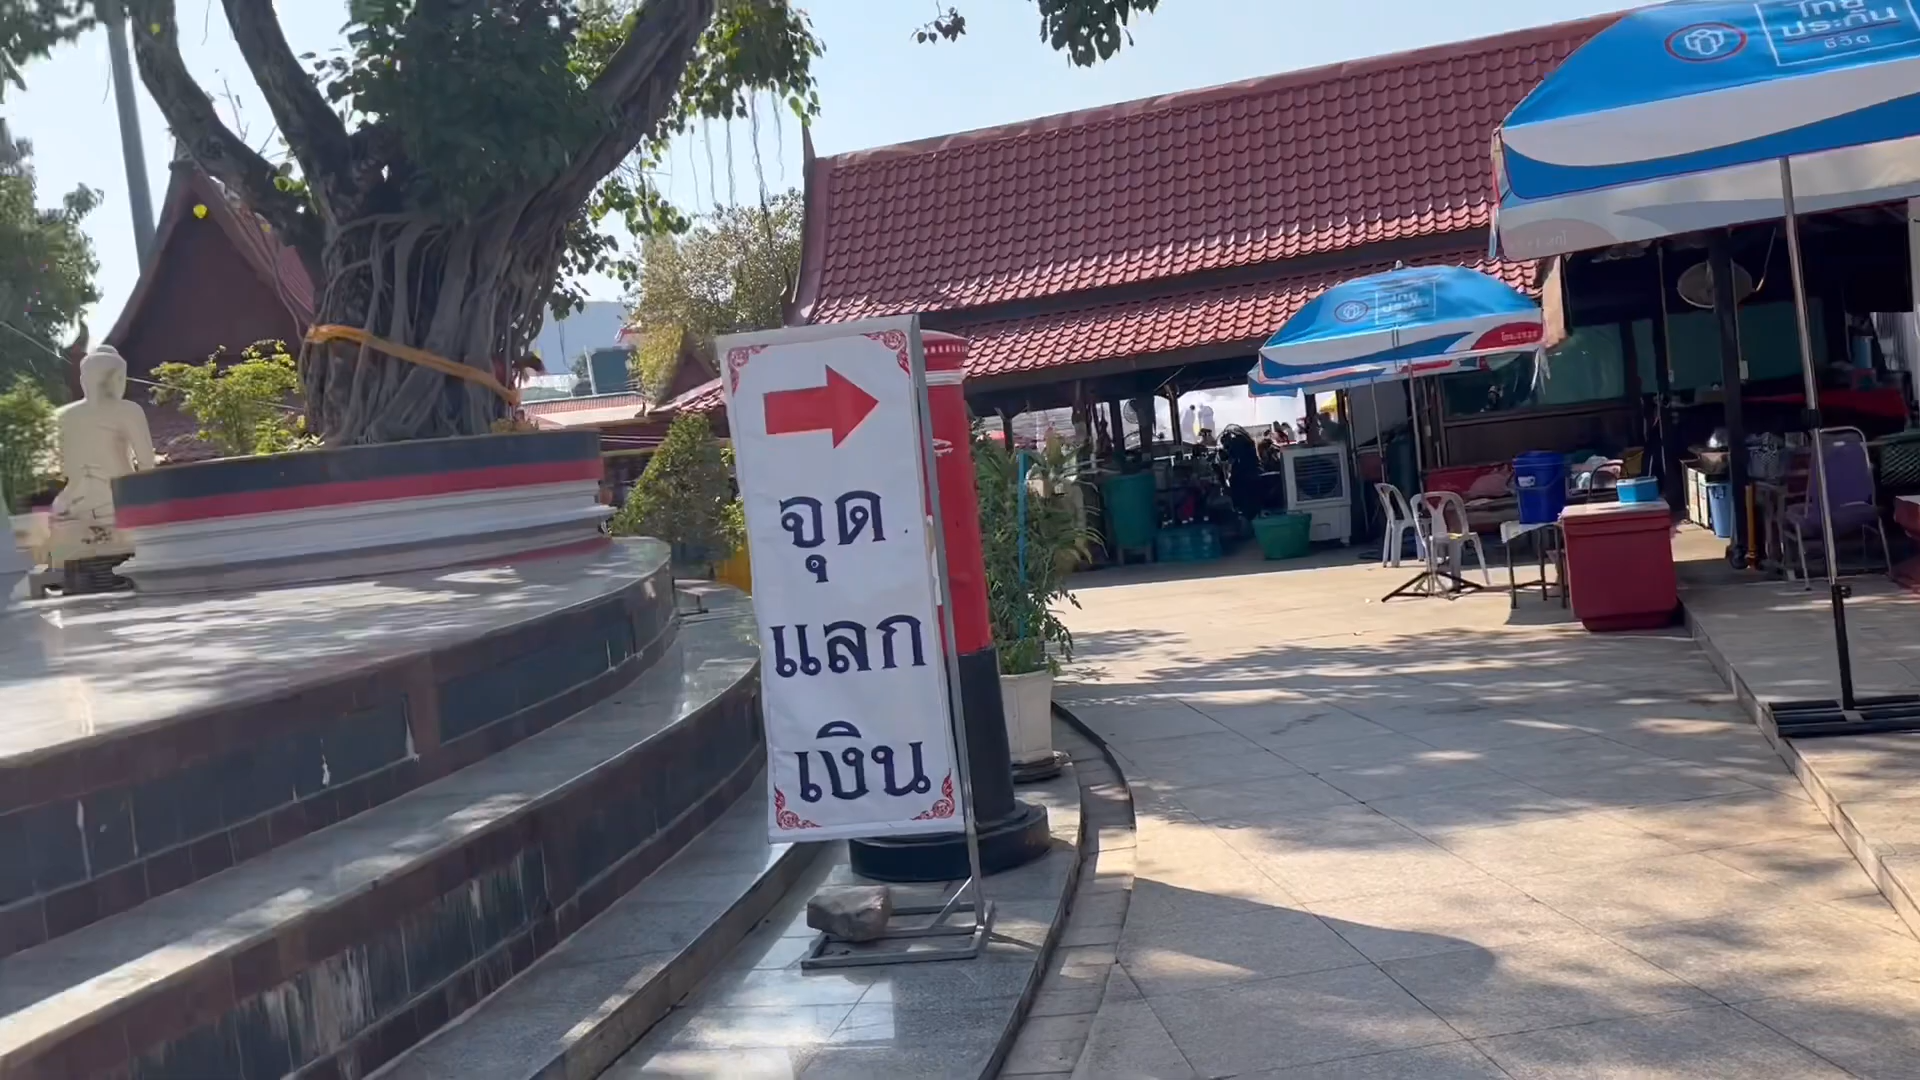 ไทย
ประกัน
ชีวิต
จุด
แลก
เงิน